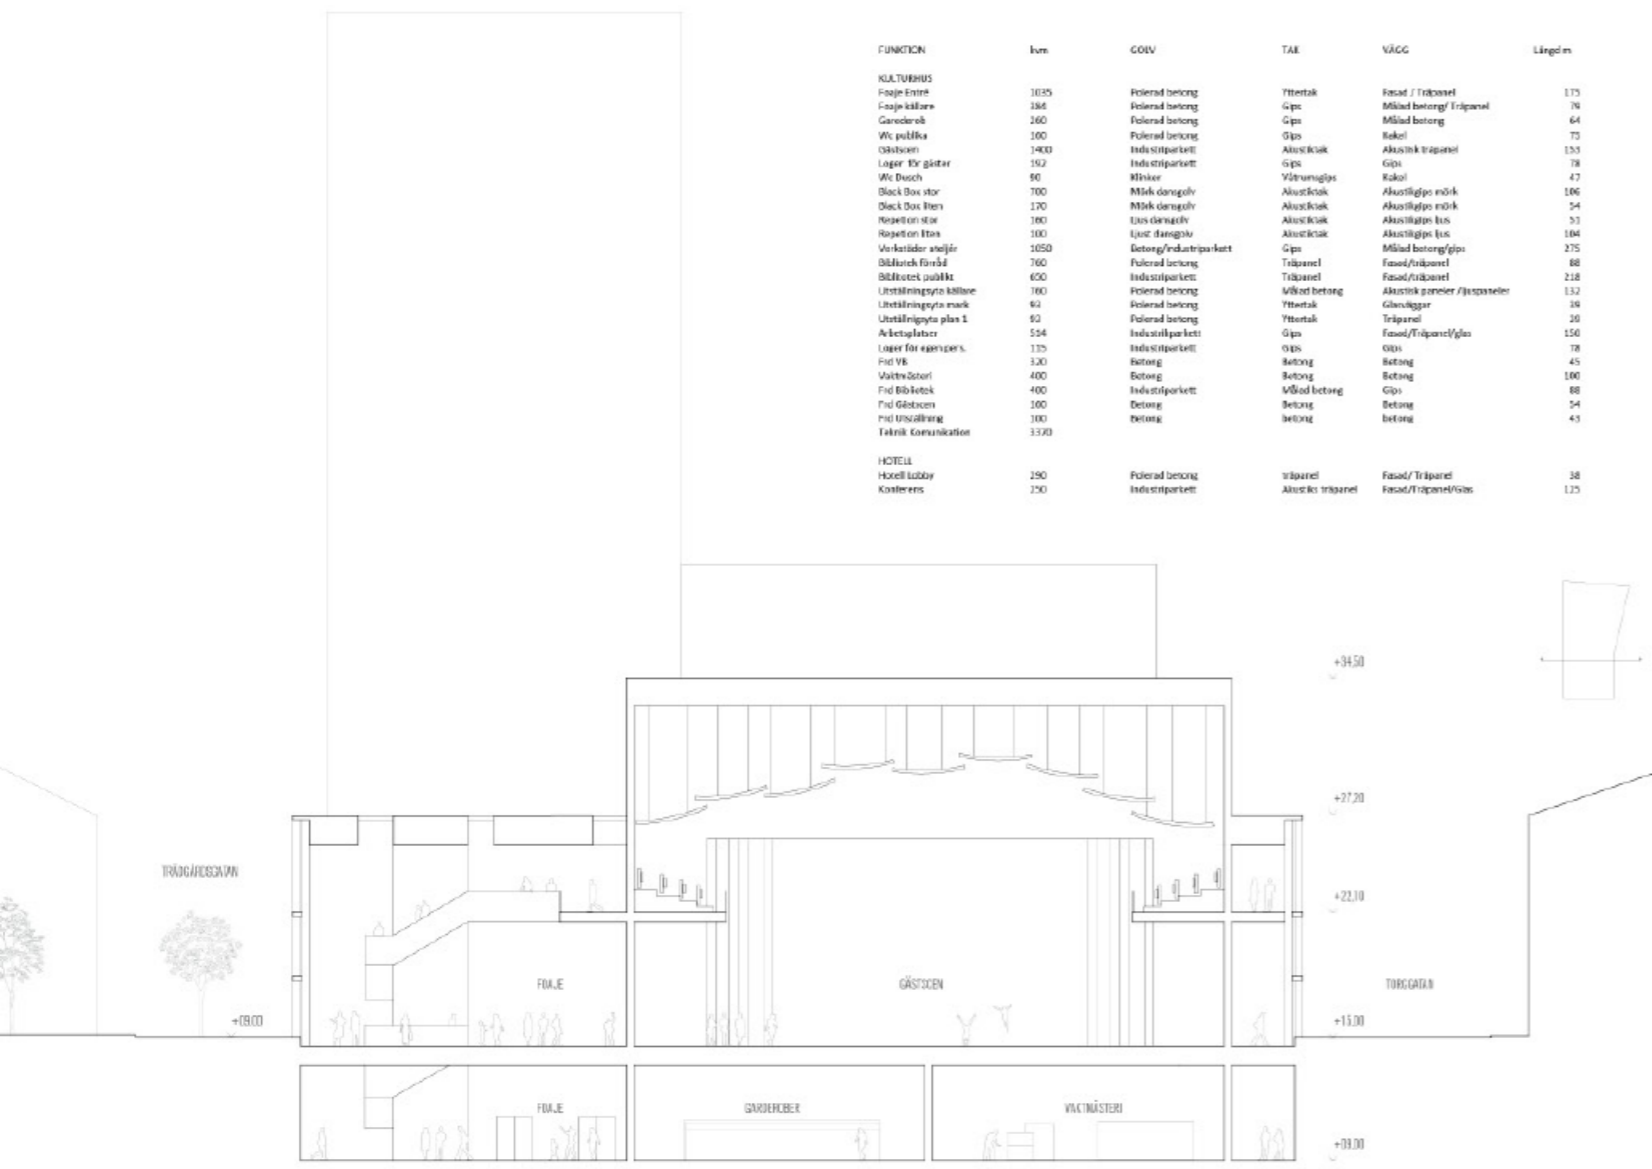 FUNKTION kvm GOLV TAK VÄGG Längd m
KULTURHUS
Foaje Entré 1035 Polerad betong Yttertak Fasad / Träpanel 175
Foaje källare 384 Polerad betong Gips Målad betong/ Träpanel 79
Garederob 260 Polerad betong Gips Målad betong 64
Wc publika 160 Polerad betong Gips Kakel 75
Gästscen 1400 Industriparkett Akustiktak Akustisk träpanel 153
Loger för gäster 192 Industriparkett Gips Gips 78
Wc Dusch 90 Klinker Våtrumsgips Kakel 47
Black Box stor 700 Mörk dansgolv Akustiktak Akustikgips mörk 106
Black Box liten 170 Mörk dansgolv Akustiktak Akustikgips mörk 54
Repetion stor 160 Ljus dansgolv Akustiktak Akustikgips ljus 51
Repetion liten 100 Ljust dansgolv Akustiktak Akustikgips ljus 104
Verkstäder ateljér 1050 Betong/industriparkett Gips Målad betong/gips 275
Bibliotek förråd 760 Polerad betong Träpanel Fasad/träpanel 88
Bibliotek publikt 650 Industriparkett Träpanel Fasad/träpanel 218
Utställningsyta källare 760 Polerad betong Målad betong Akustisk paneler /ljuspaneler 132
Utställningsyta mark 93 Polerad betong Yttertak Glasväggar 39
Utställnigsyta plan 1 93 Polerad betong Yttertak Träpanel 39
Arbetsplatser 554 Industrikparkett Gips Fasad/Träpanel/glas 150
Loger för egen pers. 115 Industriparkett Gips Gips 78
Frd VB 320 Betong Betong Betong 45
Vaktmästeri 400 Betong Betong Betong 100
Frd Bibliotek 400 Industriparkett Målad betong Gips 88
Frd Gästscen 160 Betong Betong Betong 54
Frd Utställning 100 Betong betong betong 43
Teknik Komunikation 3370
HOTELL
Hotell Lobby 290 Polerad betong träpanel Fasad/ Träpanel 38
Konferens 250 Industriparkett Akustiks träpanel Fasad/Träpanel/Glas 125
+34,50
+27,20
TRÄDGÅRDSGATAN
+22,10
FOAJE GÄSTSCEN TORGGATAN
+09,00 +15,00
FOAJE GARDEROBER VAKTMÄSTERI
+09,00